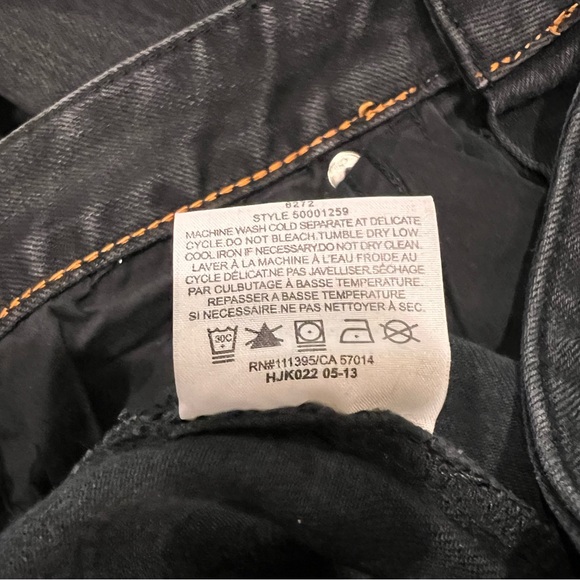 6272
STYLE 50001259
MACHINE WASH COLD SEPARATE AT DELICATE
CYCLE.DO NOT BLEACH.TUMBLE DRY LOW.
COOL IRON IF NECESSARY.DO NOT DRY CLEAN.
LAVER À LA MACHINE À L'EAU FROIDE AU
CYCLE DÉLICAT.NE PAS JAVELLISER.SÉCHAGE
PAR CULBUTAGE À BASSE TEMPÉRATURE
REPASSER A BASSE TEMPÉRATURE
SI NÉCESSAIRE.NE PAS NETTOYER À SEC.
30C
RN#111395/CA 57014
HJK022 05-13